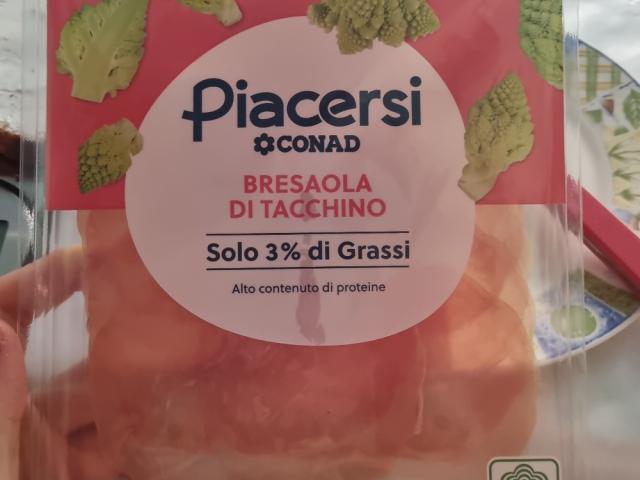 Piacersi
CONAD
BRESAOLA
DI TACCHINO
Solo 3% di Grassi
Alto contenuto di proteine